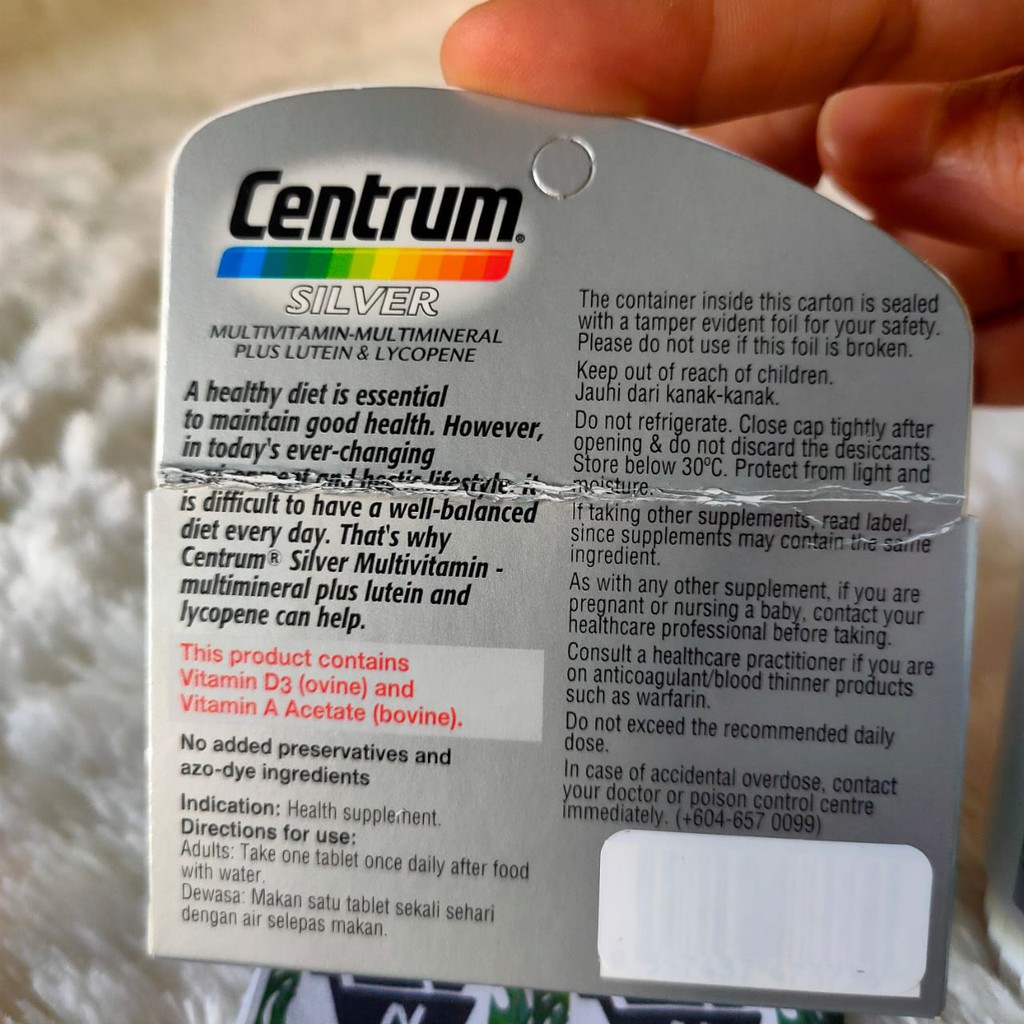 Centrum®
SILVER
MULTIVITAMIN-MULTIMINERAL
PLUS LUTEIN & LYCOPENE
A healthy diet is essential
to maintain good health. However,
in today's ever-changing
and hectic lifestyle, it
is difficult to have a well-balanced
diet every day. That's why
Centrum® Silver Multivitamin -
multimineral plus lutein and
lycopene can help.
This product contains
Vitamin D3 (ovine) and
Vitamin A Acetate (bovine).
No added preservatives and
azo-dye ingredients
Indication: Health supplement.
Directions for use:
Adults: Take one tablet once daily after food
with water.
Dewasa: Makan satu tablet sekali sehari
dengan air selepas makan.
The container inside this carton is sealed
with a tamper evident foil for your safety.
Please do not use if this foil is broken.
Keep out of reach of children.
Jauhi dari kanak-kanak.
Do not refrigerate. Close cap tightly after
opening & do not discard the desiccants.
Store below 30ºC. Protect from light and
moisture.
If taking other supplements, read label,
since supplements may contain the same
ingredient.
As with any other supplement, if you are
pregnant or nursing a baby, contact your
healthcare professional before taking.
Consult a healthcare practitioner if you are
on anticoagulant/blood thinner products
such as warfarin.
Do not exceed the recommended daily
dose.
In case of accidental overdose, contact
your doctor or poison control centre
immediately. (+604-657 0099)